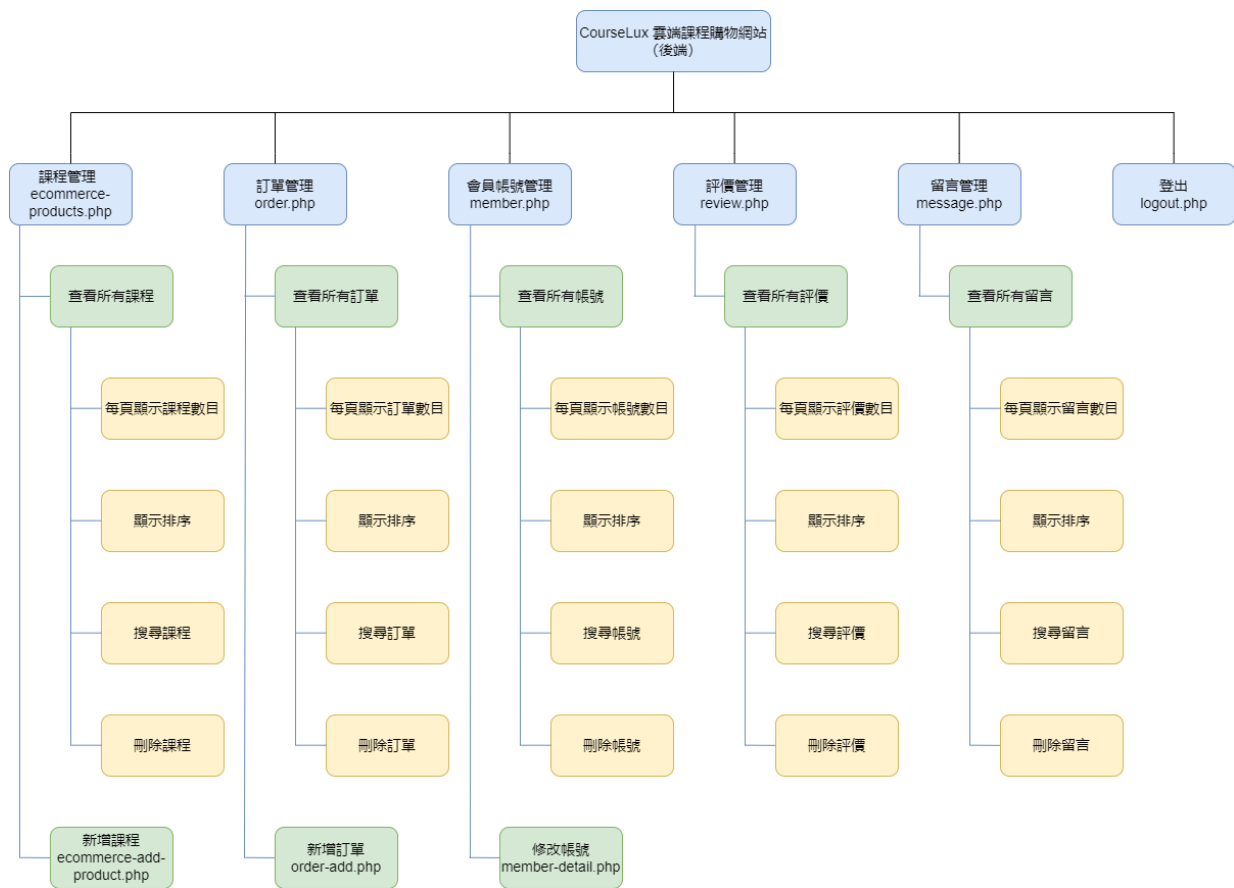 CourseLux 雲端課程購物網站
（後端）
課程管理
ecommerce-
products.php
訂單管理
order.php
會員帳號管理
member.php
評價管理
review.php
留言管理
message.php
登出
logout.php
查看所有課程
查看所有訂單
查看所有帳號
查看所有評價
查看所有留言
每頁顯示課程數目
每頁顯示訂單數目
每頁顯示帳號數目
每頁顯示評價數目
每頁顯示留言數目
顯示排序
顯示排序
顯示排序
顯示排序
顯示排序
搜尋課程
搜尋訂單
搜尋帳號
搜尋評價
搜尋留言
刪除課程
刪除訂單
刪除帳號
刪除評價
刪除留言
新增課程
ecommerce-add-
product.php
新增訂單
order-add.php
修改帳號
member-detail.php